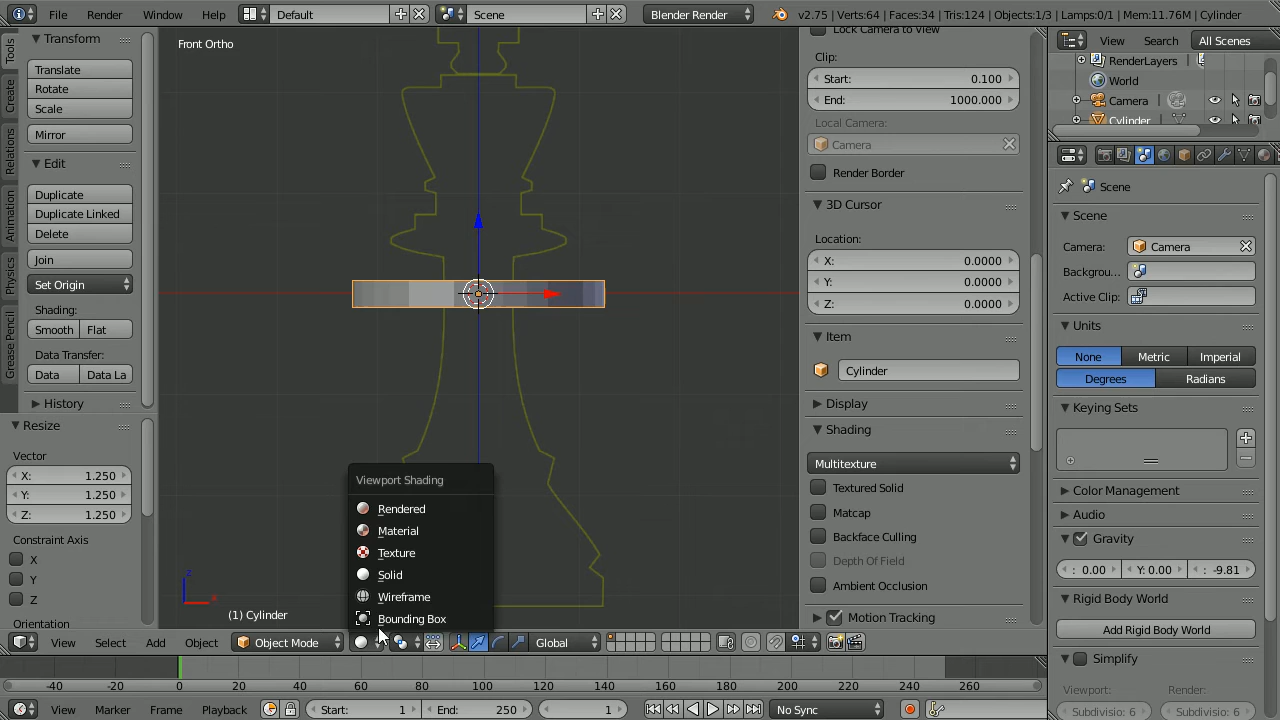 File Render Window Help Default Scene Blender Render v2.75 | Verts:64 | Faces:34 | Tris:124 | Objects:1/3 | Lamps:0/1 | Mem:11.76M | Cylinder
Tools
Create
Relations
Animation
Physics
Grease Pencil
Transform
Translate
Rotate
Scale
Mirror
Edit
Duplicate
Duplicate Linked
Delete
Join
Set Origin
Shading:
Smooth Flat
Data Transfer:
Data Data La
History
Resize
Vector
X: 1.250
Y: 1.250
Z: 1.250
Constraint Axis
X
Y
Z
Orientation
Front Ortho
Viewport Shading
Rendered
Material
Texture
Solid
Wireframe
Bounding Box
z
x
(1) Cylinder
View Select Add Object Object Mode Global
Lock Camera to View
Clip:
Start: 0.100
End: 1000.000
Local Camera:
Camera
Render Border
3D Cursor
Location:
X: 0.0000
Y: 0.0000
Z: 0.0000
Item
Cylinder
Display
Shading
Multitexture
Textured Solid
Matcap
Backface Culling
Depth Of Field
Ambient Occlusion
Motion Tracking
View Search All Scenes
RenderLayers
World
Camera
Cylinder
Scene
Scene
Camera: Camera
Backgrou
Active Clip:
Units
None Metric Imperial
Degrees Radians
Keying Sets
Color Management
Audio
Gravity
: 0.00 Y: 0.00 : -9.81
Rigid Body World
Add Rigid Body World
Simplify
Viewport: Render:
Subdivisio: 6 Subdivisio: 6
-40 -20 0 20 40 60 80 100 120 140 160 180 200 220 240 260
View Marker Frame Playback Start: 1 End: 250 1 No Sync